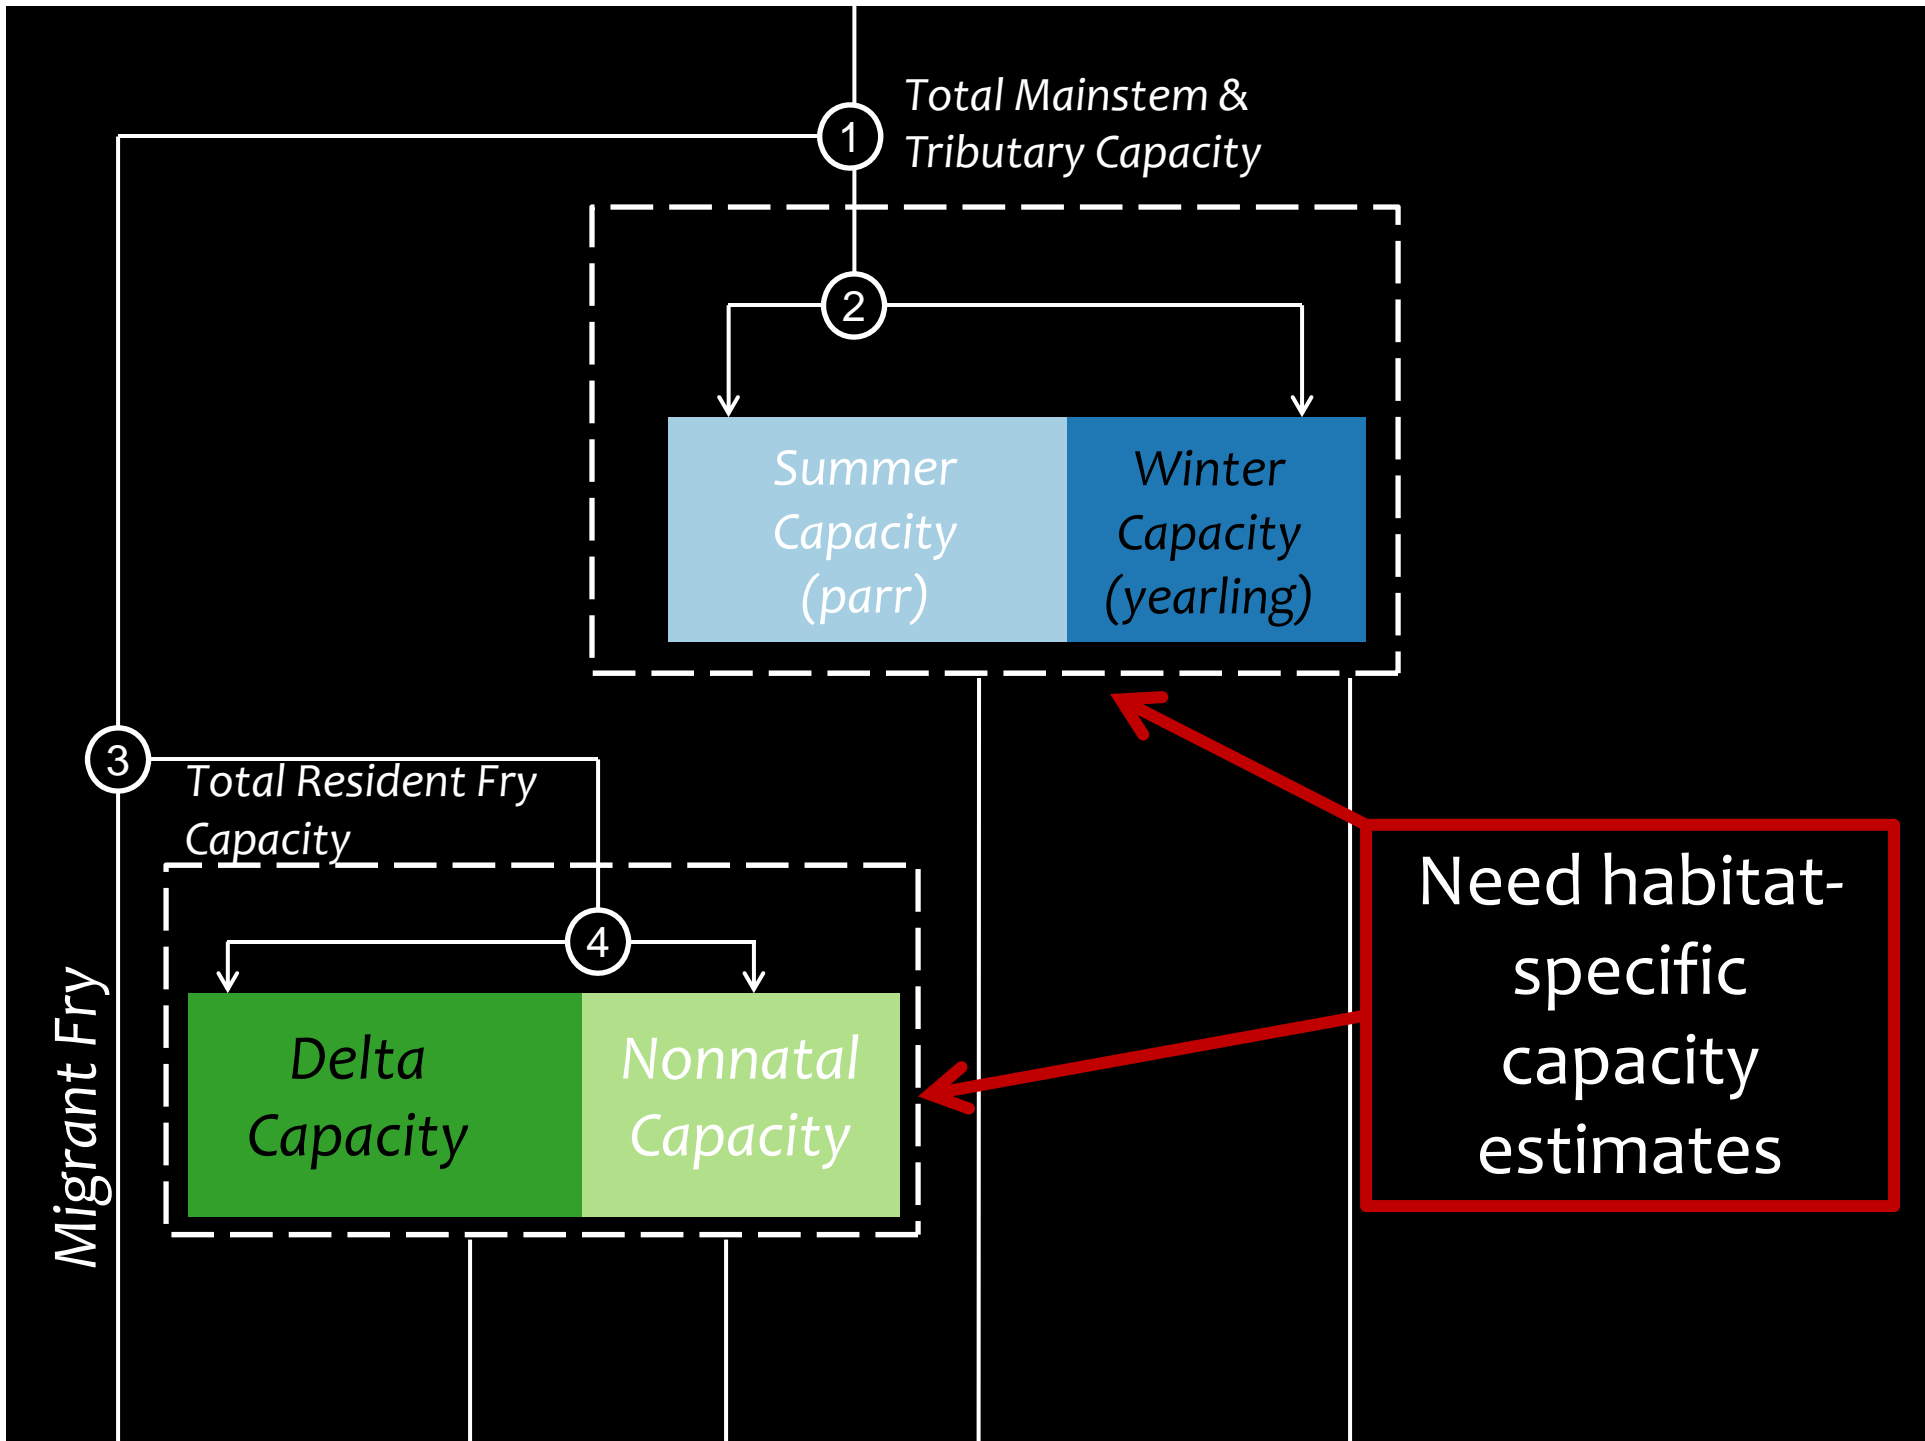 Total Mainstem &
Tributary Capacity
1
2
Summer
Capacity
(parr)
Winter
Capacity
(yearling)
3
Total Resident Fry
Capacity
4
Delta
Capacity
Nonnatal
Capacity
Migrant Fry
Need habitat-
specific
capacity
estimates